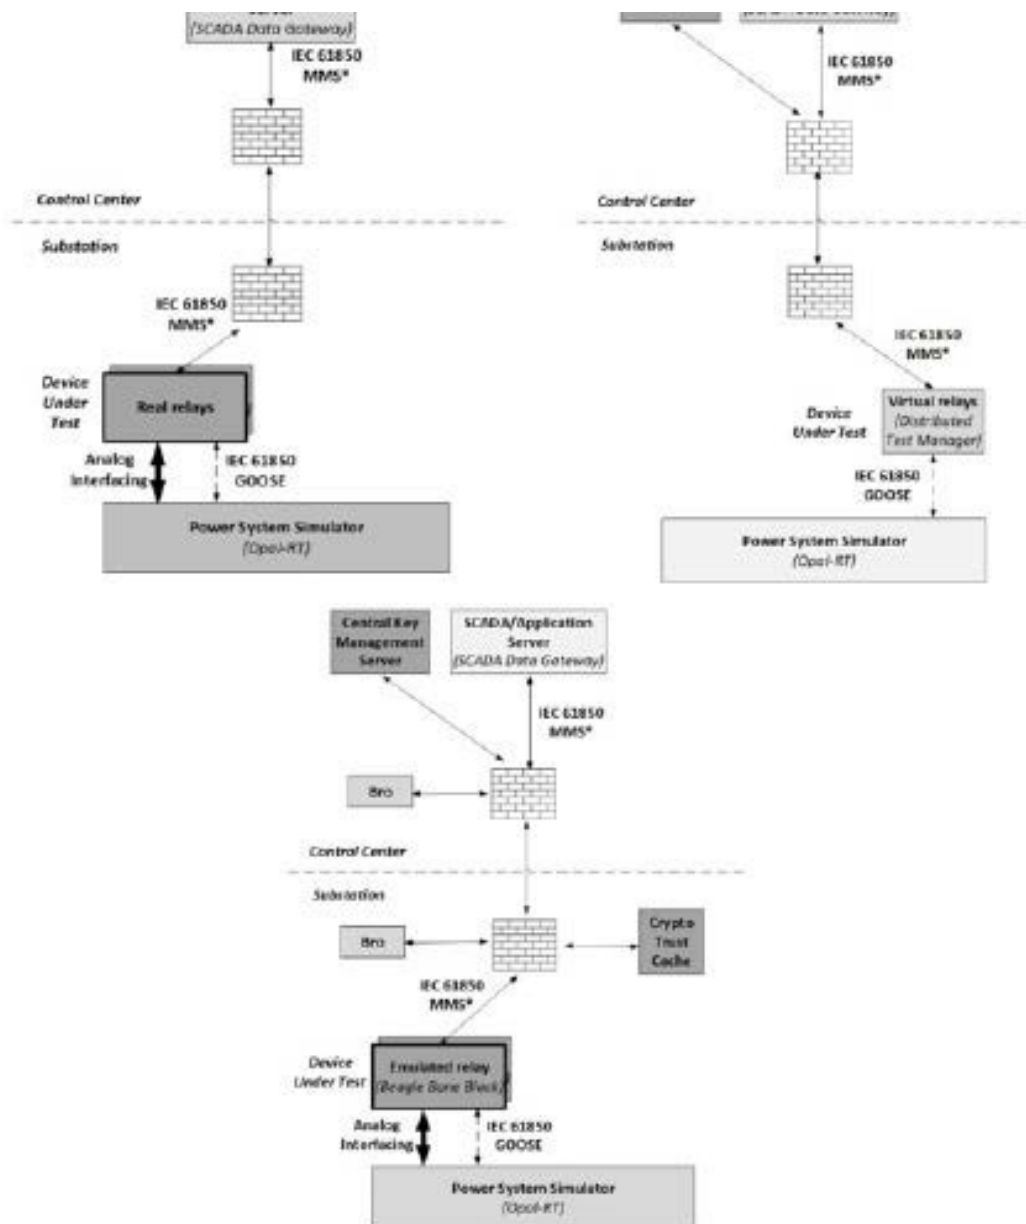 (SCADA Data Gateway)
IEC 61850
MMS*
Control Center
Substation
IEC 61850
MMS*
Device
Under
Test
Real relays
Analog
Interfacing
IEC 61850
GOOSE
Power System Simulator
(Opal-RT)
IEC 61850
MMS*
Control Center
Substation
IEC 61850
MMS*
Device
Under Test
Virtual relays
(Distributed
Test Manager)
IEC 61850
GOOSE
Power System Simulator
(Opal-RT)
Central Key
Management
Server
SCADA/Application
Server
(SCADA Data Gateway)
IEC 61850
MMS*
Bro
Control Center
Substation
Bro
Crypto
Trust
Cache
IEC 61850
MMS*
Device
Under Test
Emulated relay
(Beagle Bone Black)
Analog
Interfacing
IEC 61850
GOOSE
Power System Simulator
(Opal-RT)